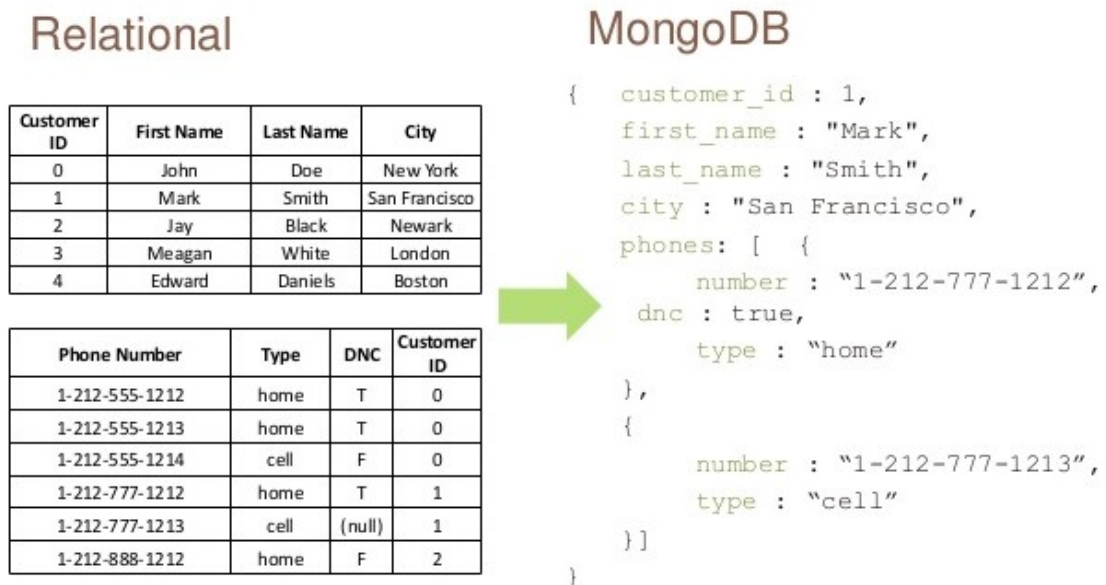 Relational
Customer ID First Name Last Name City
0 John Doe New York
1 Mark Smith San Francisco
2 Jay Black Newark
3 Meagan White London
4 Edward Daniels Boston
Phone Number Type DNC Customer ID
1-212-555-1212 home T 0
1-212-555-1213 home T 0
1-212-555-1214 cell F 0
1-212-777-1212 home T 1
1-212-777-1213 cell (null) 1
1-212-888-1212 home F 2
MongoDB
{ customer_id : 1,
first_name : "Mark",
last_name : "Smith",
city : "San Francisco",
phones: [ {
number : “1-212-777-1212”,
dnc : true,
type : “home”
},
{
number : “1-212-777-1213”,
type : “cell”
}]
}